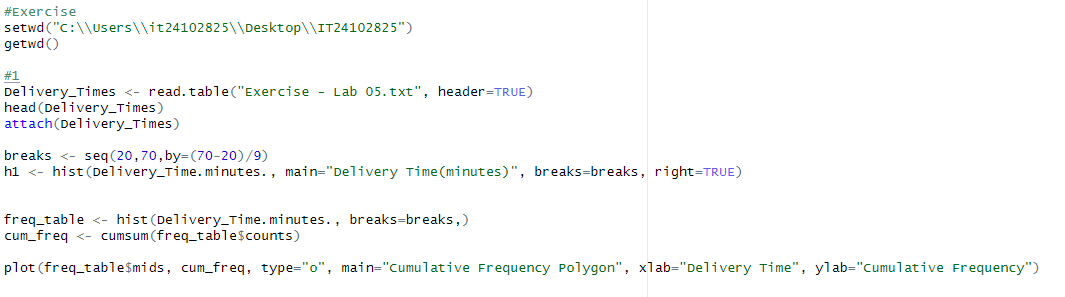 #Exercise
setwd("C:\\Users\\it24102825\\Desktop\\IT24102825")
getwd()
#1
Delivery_Times <- read.table("Exercise - Lab 05.txt", header=TRUE)
head(Delivery_Times)
attach(Delivery_Times)
breaks <- seq(20,70,by=(70-20)/9)
h1 <- hist(Delivery_Time.minutes., main="Delivery Time(minutes)", breaks=breaks, right=TRUE)
freq_table <- hist(Delivery_Time.minutes., breaks=breaks,)
cum_freq <- cumsum(freq_table$counts)
plot(freq_table$mids, cum_freq, type="o", main="Cumulative Frequency Polygon", xlab="Delivery Time", ylab="Cumulative Frequency")